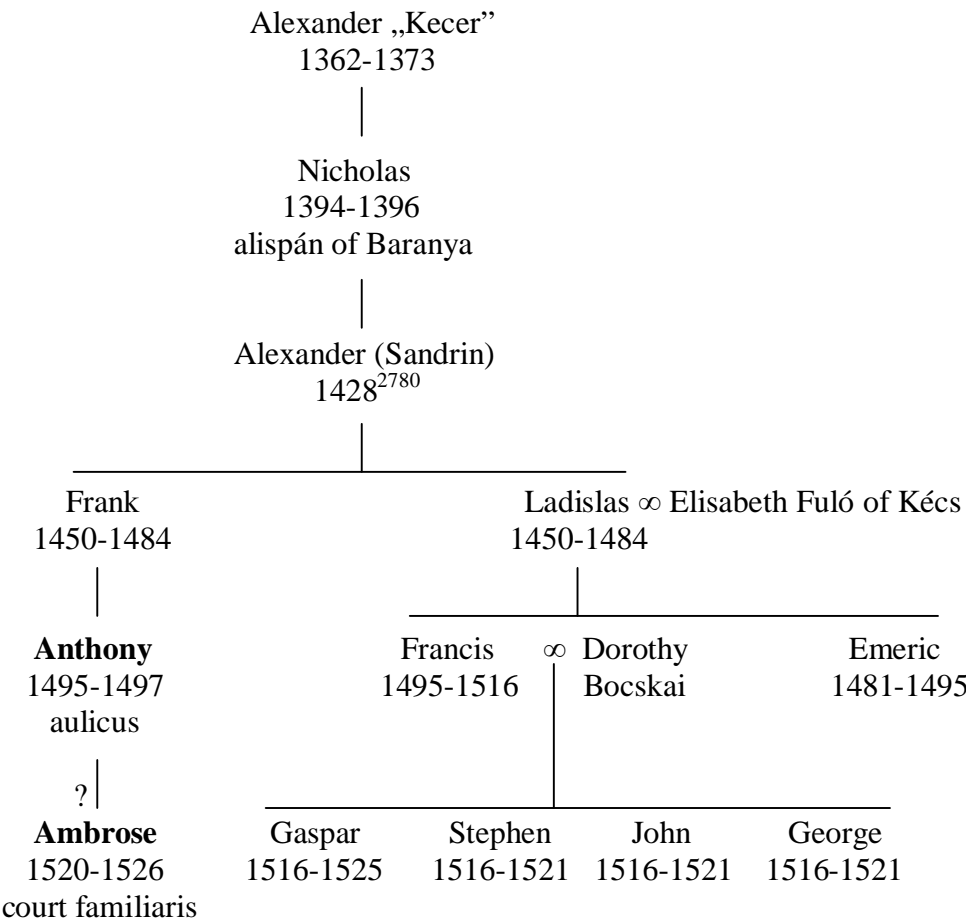 Alexander „Kecer”
1362-1373
Nicholas
1394-1396
alispán of Baranya
Alexander (Sandrin)
1428²⁷⁸⁰
Frank
1450-1484
Ladislas ∞ Elisabeth Fuló of Kécs
1450-1484
Anthony
1495-1497
aulicus
Francis ∞ Dorothy
1495-1516 Bocskai
Emeric
1481-1495
?
Ambrose
1520-1526
court familiaris
Gaspar
1516-1525
Stephen
1516-1521
John
1516-1521
George
1516-1521